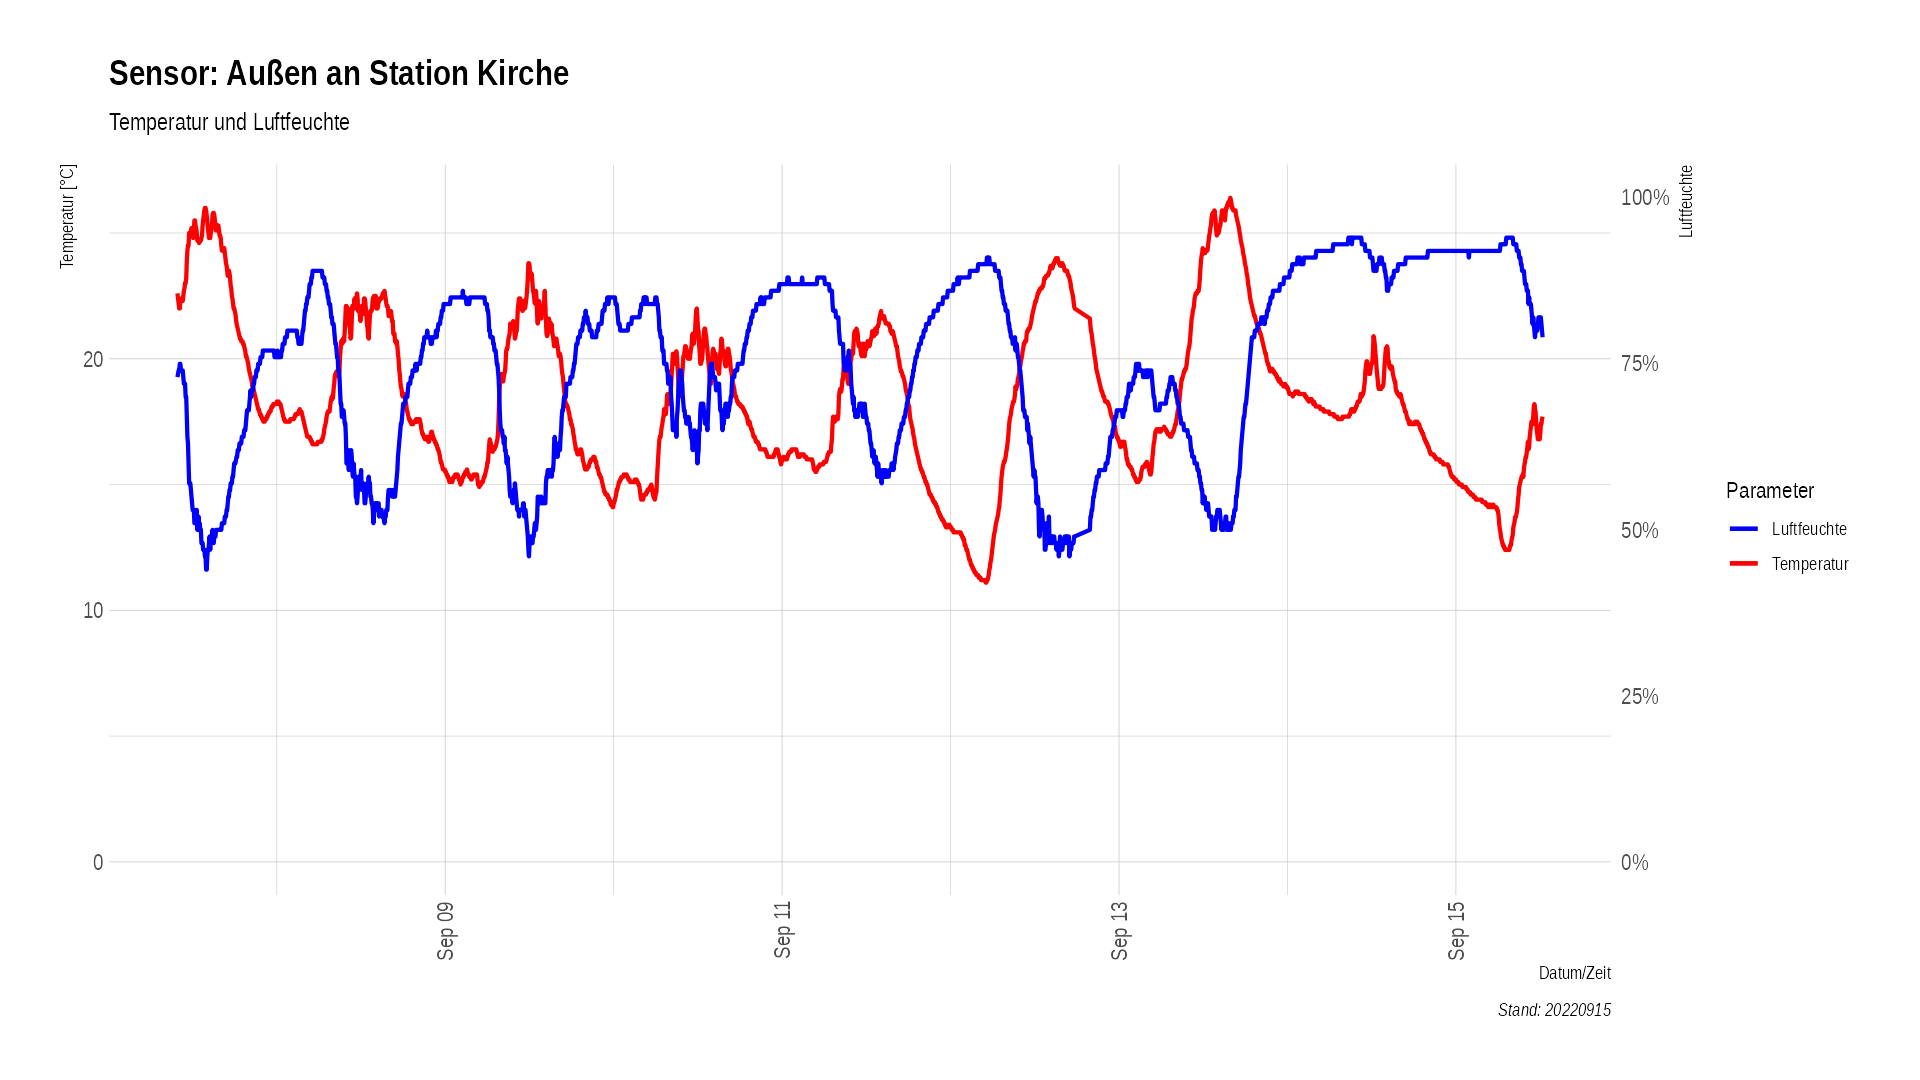 Sensor: Außen an Station Kirche
Temperatur und Luftfeuchte
Temperatur [°C]
Luftfeuchte
20
10
0
100%
75%
50%
25%
0%
Sep 09
Sep 11
Sep 13
Sep 15
Datum/Zeit
Stand: 20220915
Parameter
Luftfeuchte
Temperatur